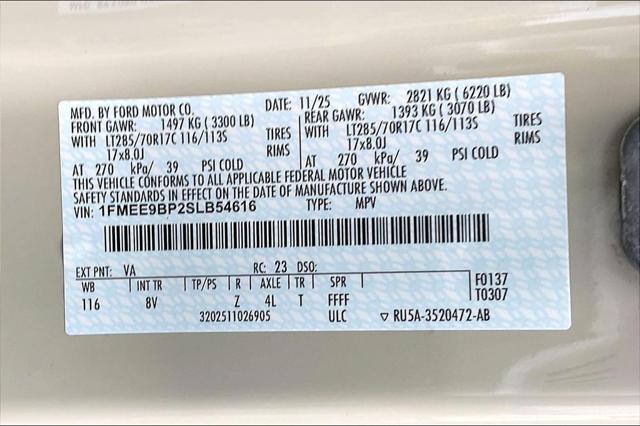 MFD. BY FORD MOTOR CO.
DATE: 11/25 GVWR: 2821 KG ( 6220 LB)
FRONT GAWR: 1497 KG ( 3300 LB)
WITH LT285/70R17C 116/113S TIRES
17x8.0J RIMS
AT 270 kPa/ 39 PSI COLD
REAR GAWR: 1393 KG ( 3070 LB)
WITH LT285/70R17C 116/113S TIRES
17x8.0J RIMS
AT 270 kPa/ 39 PSI COLD
THIS VEHICLE CONFORMS TO ALL APPLICABLE FEDERAL MOTOR VEHICLE
SAFETY STANDARDS IN EFFECT ON THE DATE OF MANUFACTURE SHOWN ABOVE.
VIN: 1FMEE9BP2SLB54616 TYPE: MPV
EXT PNT: VA RC: 23 DSO:
WB INT TR TP/PS R AXLE TR SPR
116 8V Z 4L T FFFF
F0137
T0307
3202511026905 ULC ▽ RU5A-3520472-AB